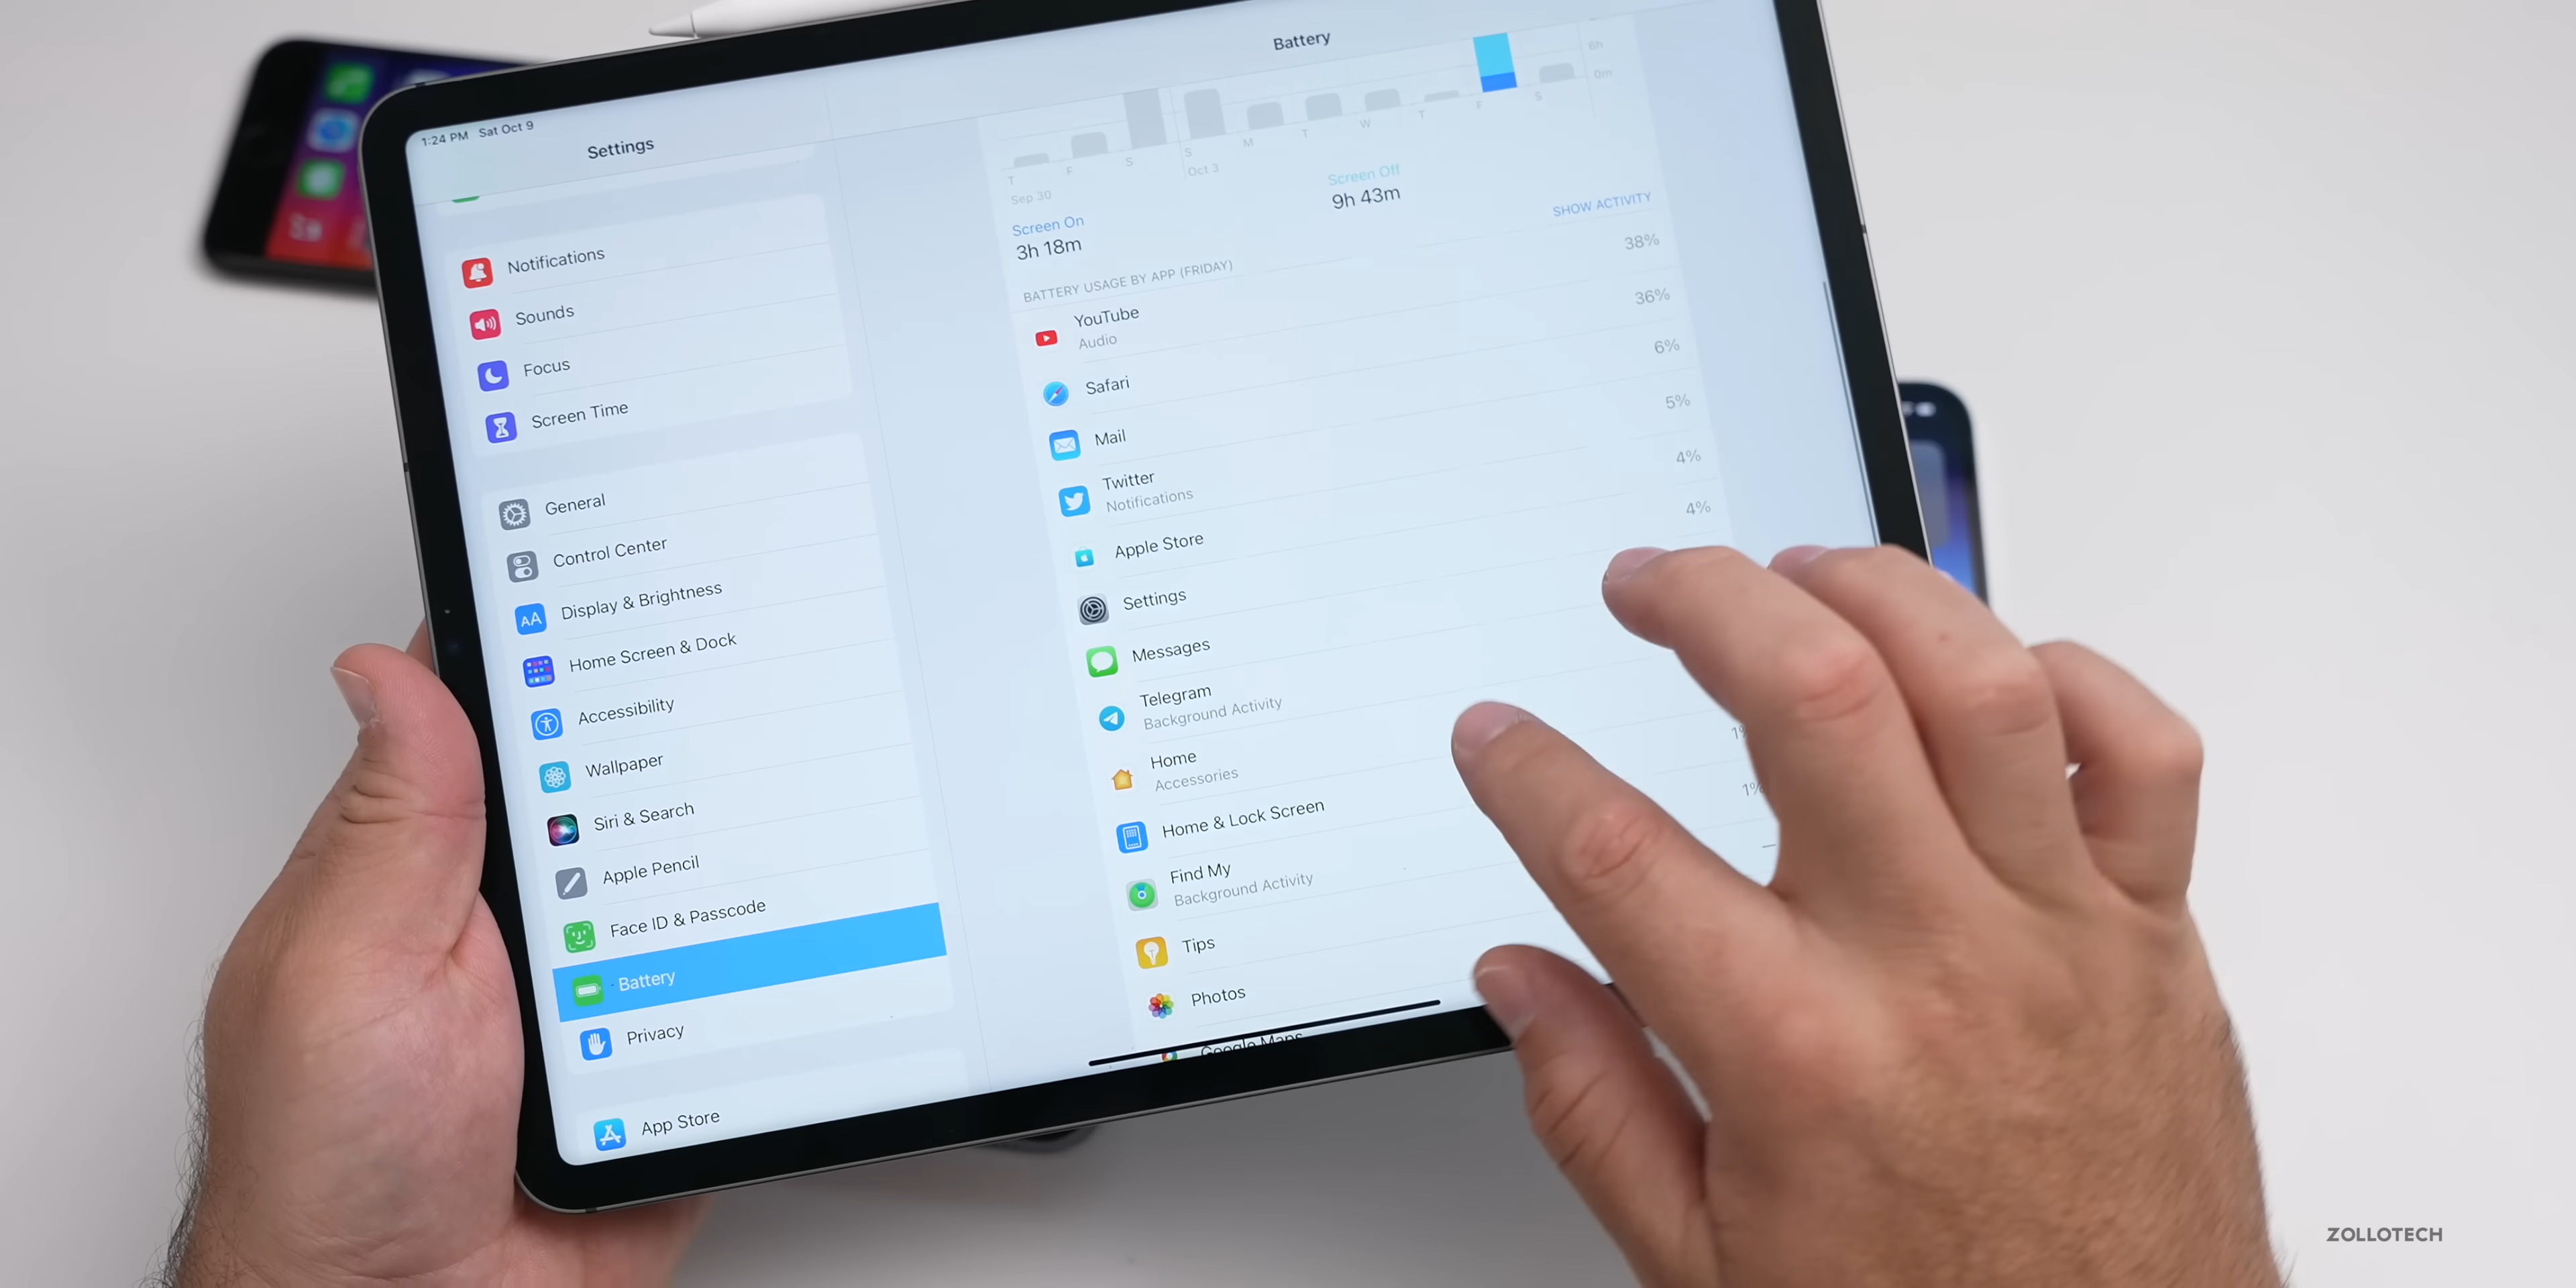 1:24 PM Sat Oct 9
Settings
Notifications
Sounds
Focus
Screen Time
General
Control Center
Display & Brightness
Home Screen & Dock
Accessibility
Wallpaper
Siri & Search
Apple Pencil
Face ID & Passcode
Battery
Privacy
App Store
Battery
6h
0m
T F S S M T W T F S
Sep 30 Oct 3
Screen On Screen Off
3h 18m 9h 43m
BATTERY USAGE BY APP (FRIDAY) SHOW ACTIVITY
YouTube 38%
Audio
Safari 36%
Mail 6%
Twitter 5%
Notifications
Apple Store 4%
Settings 4%
Messages
Telegram
Background Activity
Home
Accessories
Home & Lock Screen 1%
Find My 1%
Background Activity
Tips
Photos
Google Maps
ZOLLOTECH